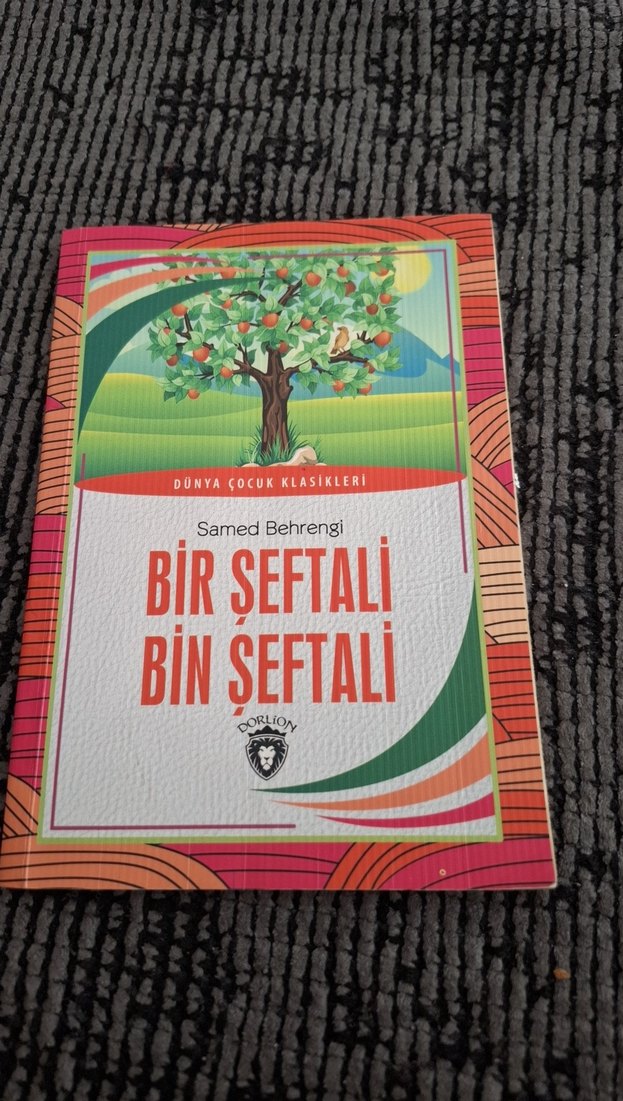 DÜNYA ÇOCUK KLASİKLERİ
Samed Behrengi
BİR ŞEFTALİ
BİN ŞEFTALİ
DORLİON